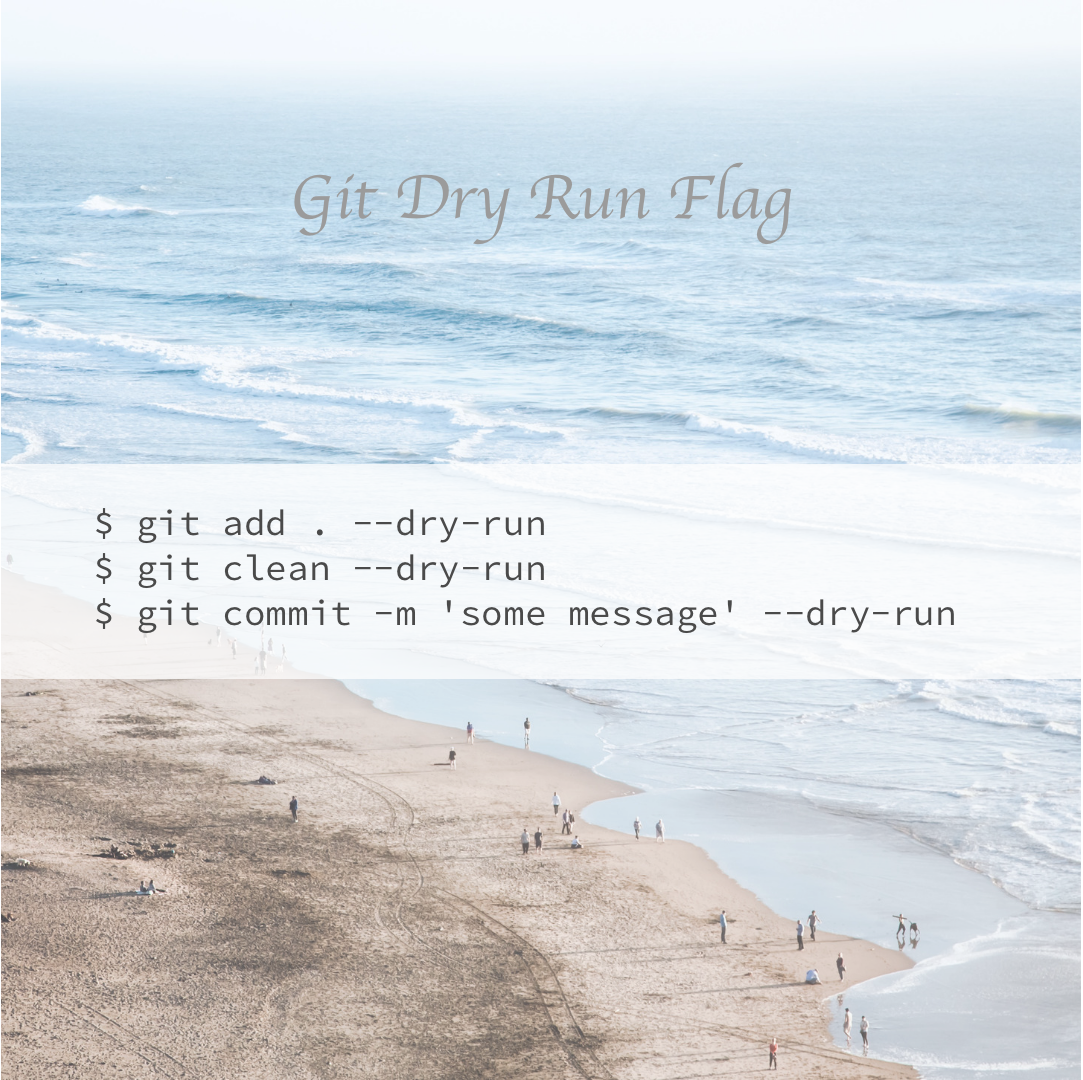 Git Dry Run Flag
$ git add . --dry-run
$ git clean --dry-run
$ git commit -m 'some message' --dry-run